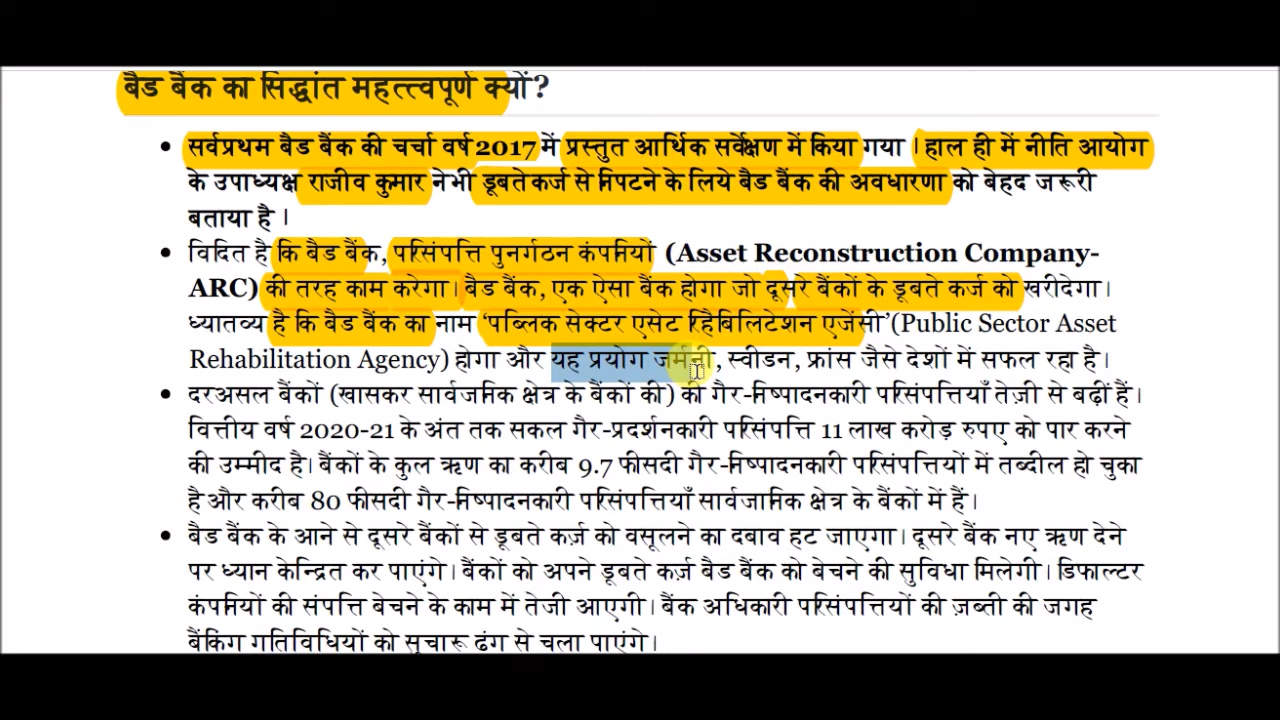 बैड बैंक का सिद्धांत महत्त्वपूर्ण क्यों?
• सर्वप्रथम बैड बैंक की चर्चा वर्ष 2017 में प्रस्तुत आर्थिक सर्वेक्षण में किया गया । हाल ही में नीति आयोग
के उपाध्यक्ष राजीव कुमार ने भी डूबते कर्ज से निपटने के लिये बैड बैंक की अवधारणा को बेहद जरूरी
बताया है ।
• विदित है कि बैड बैंक, परिसंपत्ति पुनर्गठन कंपनियों (Asset Reconstruction Company-
ARC) की तरह काम करेगा। बैड बैंक, एक ऐसा बैंक होगा जो दूसरे बैंकों के डूबते कर्ज को खरीदेगा।
ध्यातव्य है कि बैड बैंक का नाम ‘पब्लिक सेक्टर एसेट रिहैबिलिटेशन एजेंसी’(Public Sector Asset
Rehabilitation Agency) होगा और यह प्रयोग जर्मनी, स्वीडन, फ्रांस जैसे देशों में सफल रहा है।
• दरअसल बैंकों (खासकर सार्वजनिक क्षेत्र के बैंकों की) की गैर-निष्पादनकारी परिसंपत्तियाँ तेज़ी से बढ़ीं हैं।
वित्तीय वर्ष 2020-21 के अंत तक सकल गैर-प्रदर्शनकारी परिसंपत्ति 11 लाख करोड़ रुपए को पार करने
की उम्मीद है। बैंकों के कुल ऋण का करीब 9.7 फीसदी गैर-निष्पादनकारी परिसंपत्तियों में तब्दील हो चुका
है और करीब 80 फीसदी गैर-निष्पादनकारी परिसंपत्तियाँ सार्वजानिक क्षेत्र के बैंकों में हैं।
• बैड बैंक के आने से दूसरे बैंकों से डूबते कर्ज़ को वसूलने का दबाव हट जाएगा। दूसरे बैंक नए ऋण देने
पर ध्यान केन्द्रित कर पाएंगे। बैंकों को अपने डूबते कर्ज़ बैड बैंक को बेचने की सुविधा मिलेगी। डिफाल्टर
कंपनियों की संपत्ति बेचने के काम में तेजी आएगी। बैंक अधिकारी परिसंपत्तियों की ज़ब्ती की जगह
बैंकिंग गतिविधियों को सुचारू ढंग से चला पाएंगे।